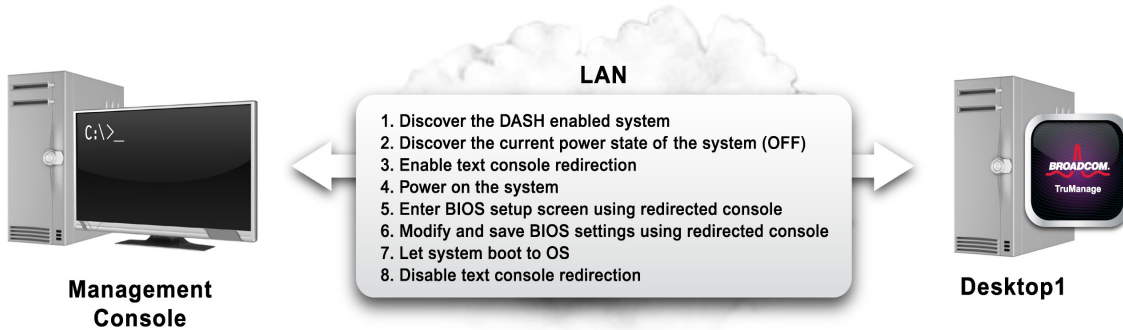 LAN
C:\>_
1. Discover the DASH enabled system
2. Discover the current power state of the system (OFF)
3. Enable text console redirection
4. Power on the system
5. Enter BIOS setup screen using redirected console
6. Modify and save BIOS settings using redirected console
7. Let system boot to OS
8. Disable text console redirection
BROADCOM.
TruManage
Management
Console
Desktop1